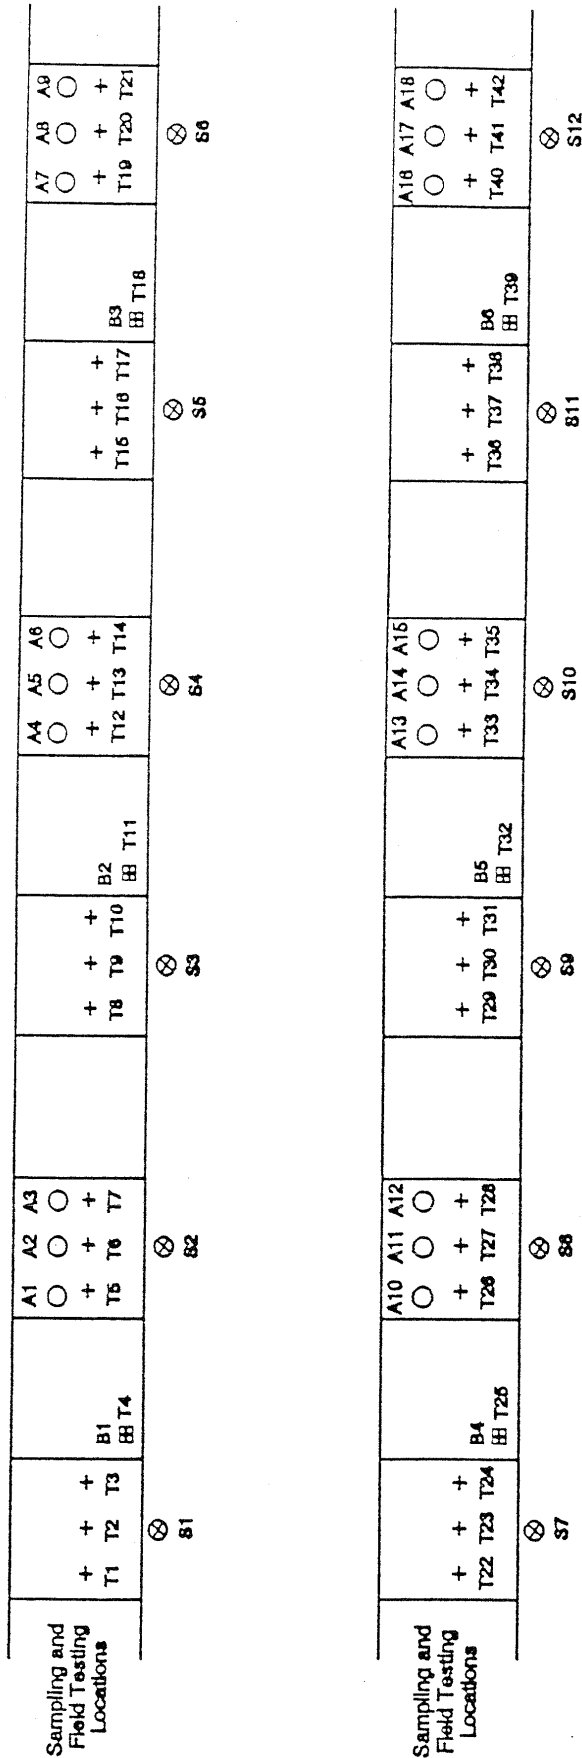 A1 A2 A3 A4 A5 A6 A7 A8 A9
B1 B2 B3
T1 T2 T3 T4 T5 T6 T7 T8 T9 T10 T11 T12 T13 T14 T15 T16 T17 T18 T19 T20 T21
Sampling and
Field Testing
Locations
S1 S2 S3 S4 S5 S6
A10 A11 A12 A13 A14 A15 A16 A17 A18
B4 B5 B6
T22 T23 T24 T25 T26 T27 T28 T29 T30 T31 T32 T33 T34 T35 T36 T37 T38 T39 T40 T41 T42
Sampling and
Field Testing
Locations
S7 S8 S9 S10 S11 S12